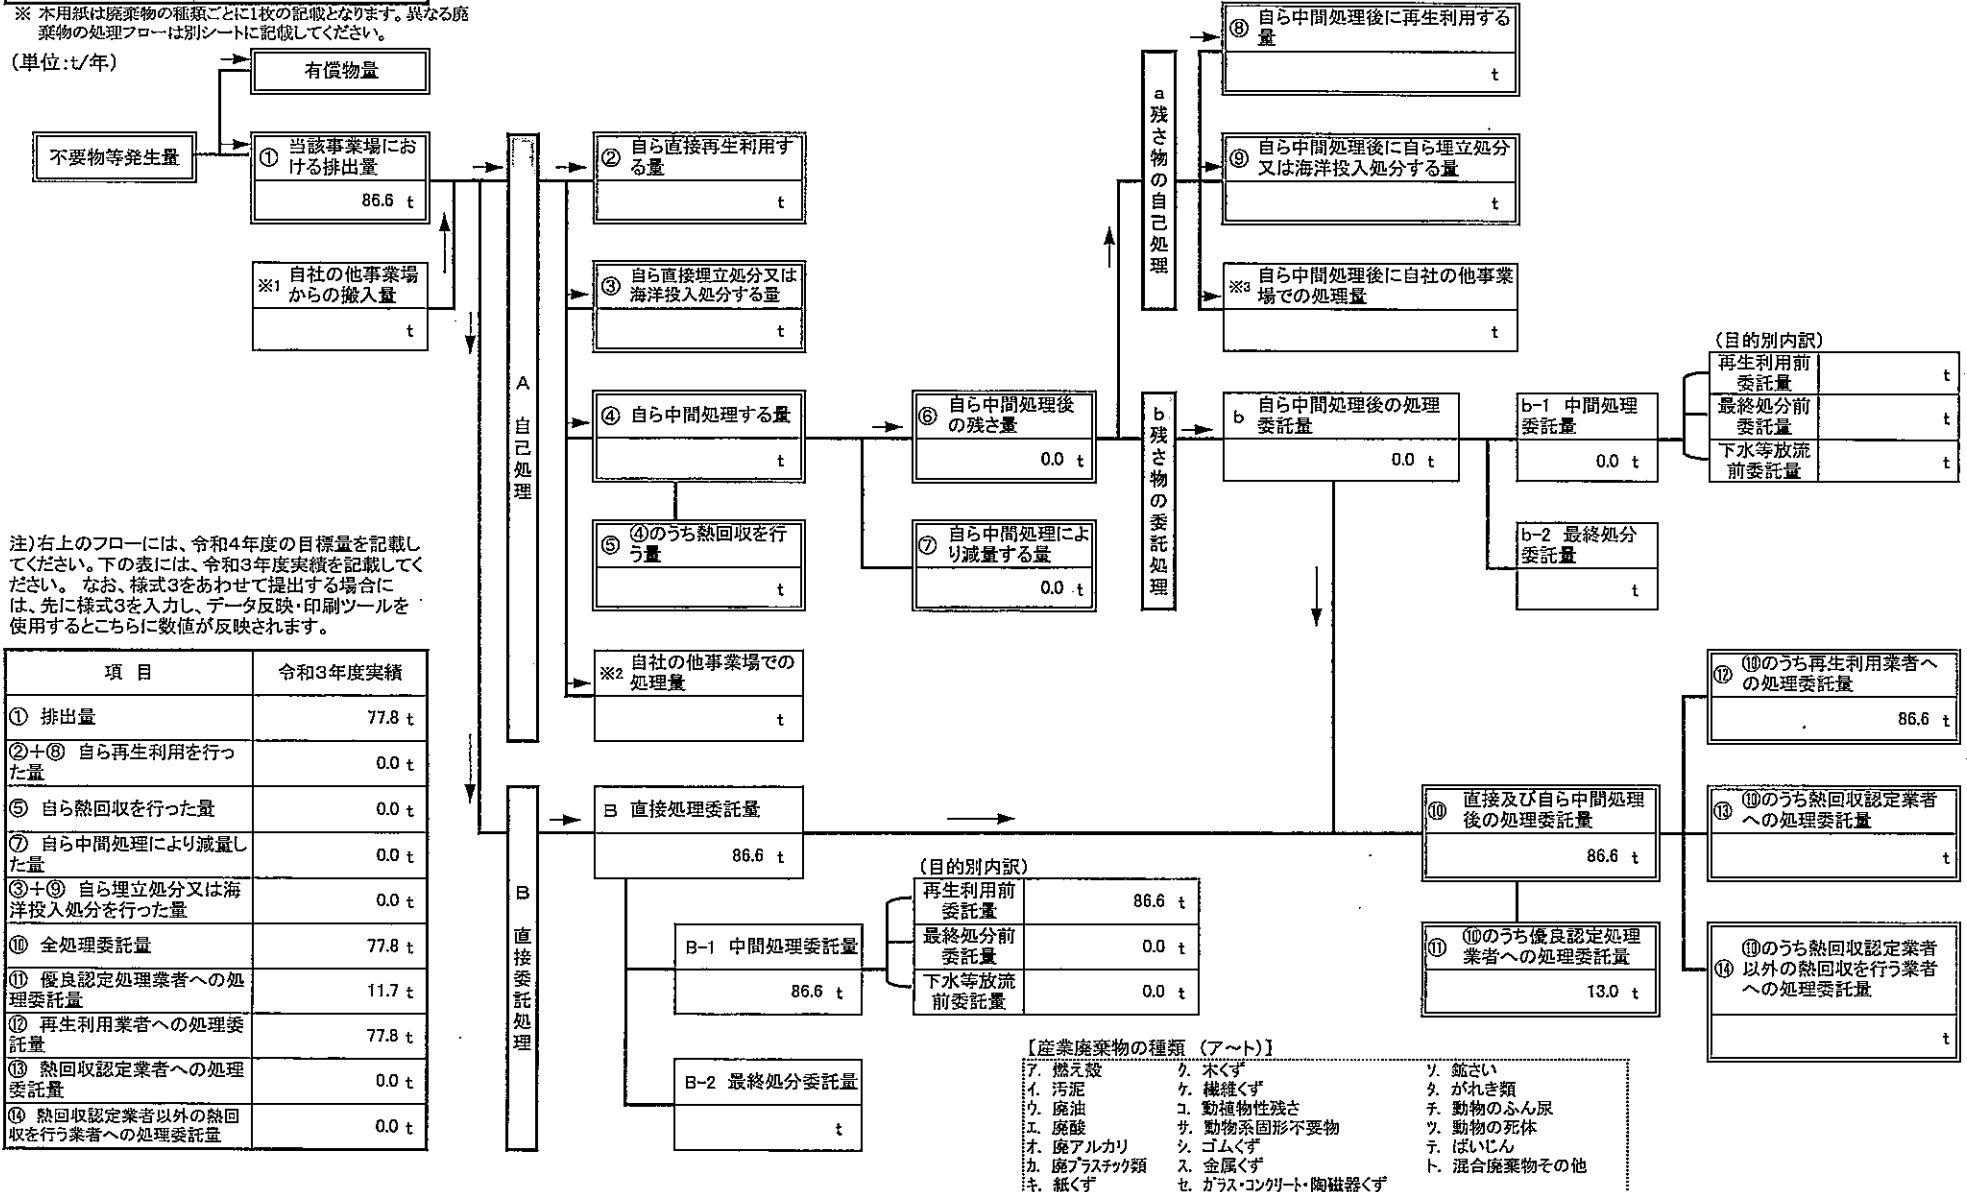 ※ 本用紙は廃棄物の種類ごとに1枚の記載となります。異なる廃
棄物の処理フローは別シートに記載してください。
(単位:t/年)
有償物量
不要物等発生量
① 当該事業場にお
ける排出量
86.6 t
※1 自社の他事業場
からの搬入量
t
A 自己処理
② 自ら直接再生利用す
る量
t
③ 自ら直接埋立処分又は
海洋投入処分する量
t
④ 自ら中間処理する量
t
⑤ ④のうち熱回収を行
う量
t
※2 自社の他事業場での
処理量
t
⑥ 自ら中間処理後
の残さ量
0.0 t
⑦ 自ら中間処理によ
り減量する量
0.0 t
a 残さ物の自己処理
⑧ 自ら中間処理後に再生利用する
量
t
⑨ 自ら中間処理後に自ら埋立処分
又は海洋投入処分する量
t
※3 自ら中間処理後に自社の他事業
場での処理量
t
b 残さ物の委託処理
b 自ら中間処理後の処理
委託量
0.0 t
b-1 中間処理
委託量
0.0 t
(目的別内訳)
再生利用前
委託量 t
最終処分前
委託量 t
下水等放流
前委託量 t
b-2 最終処分
委託量
t
注)右上のフローには、令和4年度の目標量を記載し
てください。下の表には、令和3年度実績を記載してく
ださい。 なお、様式3をあわせて提出する場合に
は、先に様式3を入力し、データ反映・印刷ツールを
使用するとこちらに数値が反映されます。
項 目 令和3年度実績
① 排出量 77.8 t
②+⑧ 自ら再生利用を行っ
た量 0.0 t
⑤ 自ら熱回収を行った量 0.0 t
⑦ 自ら中間処理により減量し
た量 0.0 t
③+⑨ 自ら埋立処分又は海
洋投入処分を行った量 0.0 t
⑩ 全処理委託量 77.8 t
⑪ 優良認定処理業者への処
理委託量 11.7 t
⑫ 再生利用業者への処理委
託量 77.8 t
⑬ 熱回収認定業者への処理
委託量 0.0 t
⑭ 熱回収認定業者以外の熱回
収を行う業者への処理委託量 0.0 t
B 直接委託処理
B 直接処理委託量
86.6 t
B-1 中間処理委託量
86.6 t
(目的別内訳)
再生利用前
委託量 86.6 t
最終処分前
委託量 0.0 t
下水等放流
前委託量 0.0 t
B-2 最終処分委託量
t
⑩ 直接及び自ら中間処理
後の処理委託量
86.6 t
⑪ ⑩のうち優良認定処理
業者への処理委託量
13.0 t
⑫ ⑩のうち再生利用業者へ
の処理委託量
86.6 t
⑬ ⑩のうち熱回収認定業者
への処理委託量
t
⑭ ⑩のうち熱回収認定業者
以外の熱回収を行う業者
への処理委託量
t
【産業廃棄物の種類 (ア～ト)】
ア. 燃え殻 ク. 木くず ソ. 鉱さい
イ. 汚泥 ケ. 繊維くず タ. がれき類
ウ. 廃油 コ. 動植物性残さ チ. 動物のふん尿
エ. 廃酸 サ. 動物系固形不要物 ツ. 動物の死体
オ. 廃アルカリ シ. ゴムくず テ. ばいじん
カ. 廃プラスチック類 ス. 金属くず ト. 混合廃棄物その他
キ. 紙くず セ. ガラス・コンクリート・陶磁器くず